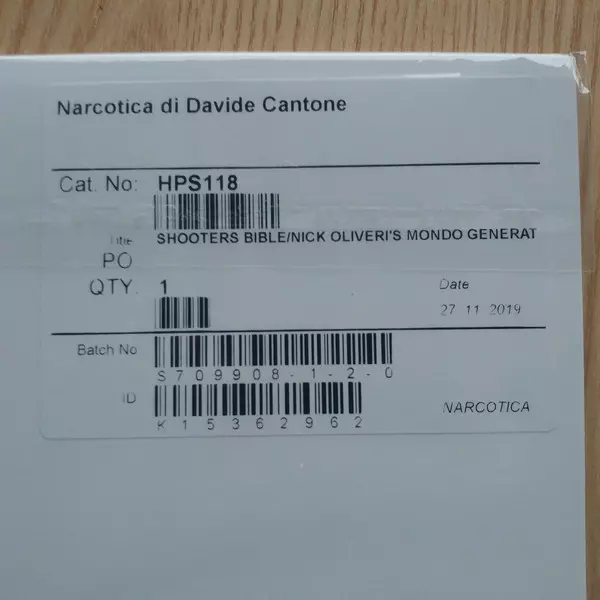 Narcotica di Davide Cantone
Cat. No: HPS118
Title SHOOTERS BIBLE/NICK OLIVERI'S MONDO GENERAT
PO
QTY. 1 Date
27 11 2019
Batch No
S709908-1-2-0
ID
K15362962
NARCOTICA